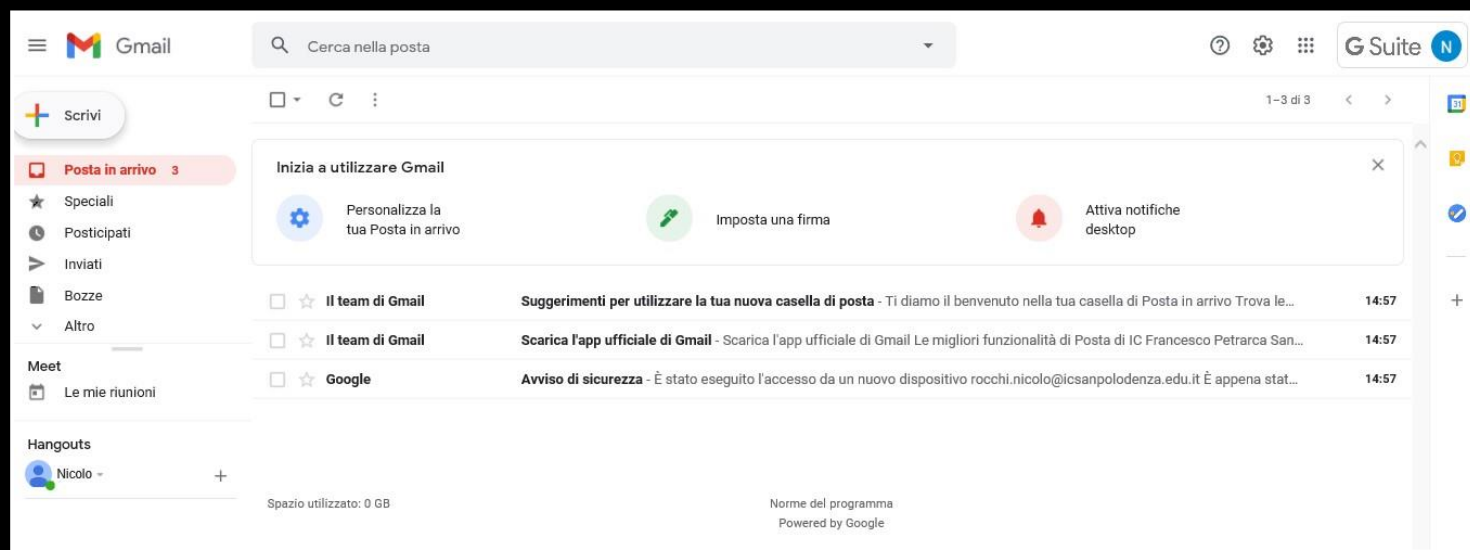 Gmail
Cerca nella posta
G Suite
N
Scrivi
1–3 di 3
31
Posta in arrivo 3
Speciali
Posticipati
Inviati
Bozze
Altro
Meet
Le mie riunioni
Hangouts
Nicolo
Inizia a utilizzare Gmail
Personalizza la
tua Posta in arrivo
Imposta una firma
Attiva notifiche
desktop
Il team di Gmail Suggerimenti per utilizzare la tua nuova casella di posta - Ti diamo il benvenuto nella tua casella di Posta in arrivo Trova le... 14:57
Il team di Gmail Scarica l'app ufficiale di Gmail - Scarica l'app ufficiale di Gmail Le migliori funzionalità di Posta di IC Francesco Petrarca San... 14:57
Google Avviso di sicurezza - È stato eseguito l'accesso da un nuovo dispositivo rocchi.nicolo@icsanpolodenza.edu.it È appena stat... 14:57
Spazio utilizzato: 0 GB
Norme del programma
Powered by Google